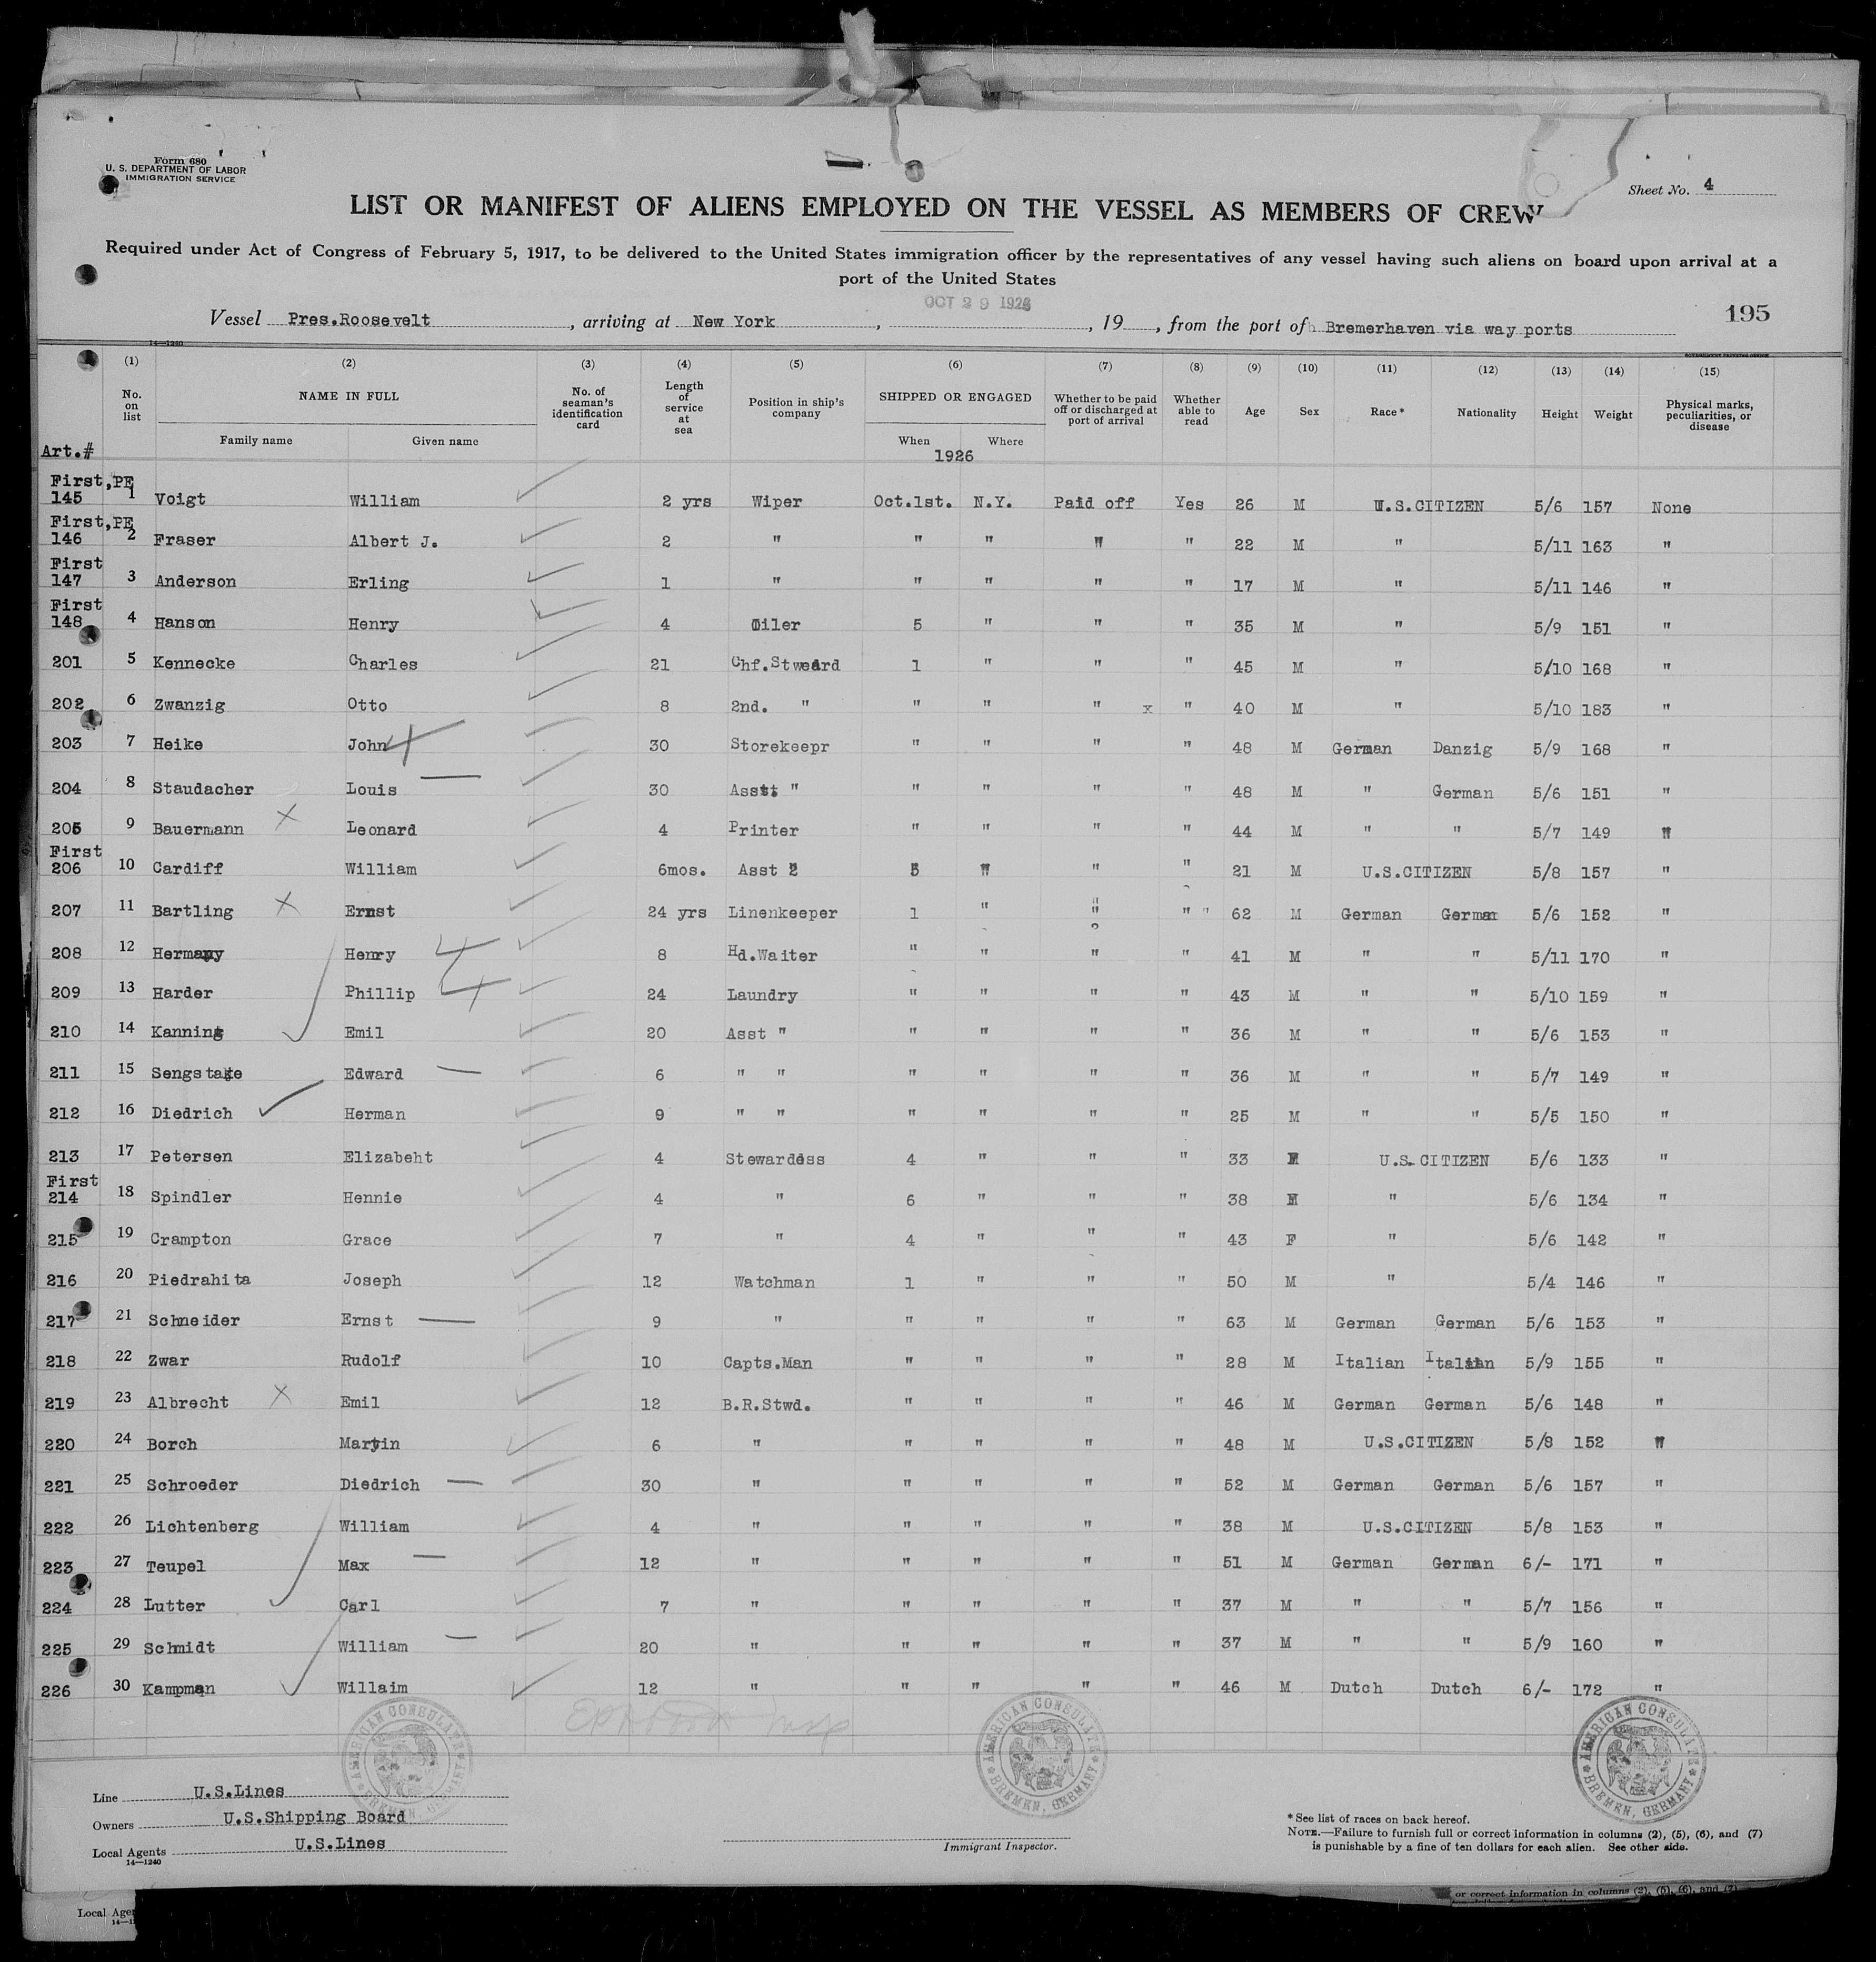 Form 680
U. S. DEPARTMENT OF LABOR
IMMIGRATION SERVICE
Sheet No. 4
LIST OR MANIFEST OF ALIENS EMPLOYED ON THE VESSEL AS MEMBERS OF CREW
Required under Act of Congress of February 5, 1917, to be delivered to the United States immigration officer by the representatives of any vessel having such aliens on board upon arrival at a
port of the United States
OCT 29 1926
Vessel Pres.Roosevelt , arriving at New York , , 19 , from the port of Bremerhaven via way ports 195
14—1240
(1) (2) (3) (4) (5) (6) (7) (8) (9) (10) (11) (12) (13) (14) (15)
No. on list NAME IN FULL No. of seaman's identification card Length of service at sea Position in ship's company SHIPPED OR ENGAGED Whether to be paid off or discharged at port of arrival Whether able to read Age Sex Race* Nationality Height Weight Physical marks, peculiarities, or disease
Art.# Family name Given name When Where
1926
First,PE
145 1 Voigt William 2 yrs Wiper Oct.1st. N.Y. Paid off Yes 26 M U.S.CITIZEN 5/6 157 None
First,PE
146 2 Fraser Albert J. 2 " " " " " 22 M " 5/11 163 "
First
147 3 Anderson Erling 1 " " " " " 17 M " 5/11 146 "
First
148 4 Hanson Henry 4 Oiler 5 " " " 35 M " 5/9 151 "
201 5 Kennecke Charles 21 Chf.Stweard 1 " " " 45 M " 5/10 168 "
202 6 Zwanzig Otto 8 2nd. " " " " x " 40 M " 5/10 183 "
203 7 Heike John 30 Storekeepr " " " " 48 M German Danzig 5/9 168 "
204 8 Staudacher Louis 30 Asstt " " " " " 48 M " German 5/6 151 "
205 9 Bauermann Leonard 4 Printer " " " " 44 M " " 5/7 149 "
First
206 10 Cardiff William 6mos. Asst 2 5 " " " 21 M U.S.CITIZEN 5/8 157 "
207 11 Bartling Ernst 24 yrs Linenkeeper 1 " " " " 62 M German German 5/6 152 "
208 12 Hermany Henry 8 Hd.Waiter " " " " 41 M " " 5/11 170 "
209 13 Harder Phillip 24 Laundry " " " " 43 M " " 5/10 159 "
210 14 Kanning Emil 20 Asst " " " " " 36 M " " 5/6 153 "
211 15 Sengstake Edward 6 " " " " " " 36 M " " 5/7 149 "
212 16 Diedrich Herman 9 " " " " " " 25 M " " 5/5 150 "
213 17 Petersen Elizabeht 4 Stewardess 4 " " " 33 F U.S.CITIZEN 5/6 133 "
First
214 18 Spindler Hennie 4 " 6 " " " 38 F " 5/6 134 "
215 19 Crampton Grace 7 " 4 " " " 43 F " 5/6 142 "
216 20 Piedrahita Joseph 12 Watchman 1 " " " 50 M " 5/4 146 "
217 21 Schneider Ernst 9 " " " " " 63 M German German 5/6 153 "
218 22 Zwar Rudolf 10 Capts.Man " " " " 28 M Italian Italian 5/9 155 "
219 23 Albrecht Emil 12 B.R.Stwd. " " " " 46 M German German 5/6 148 "
220 24 Borch Martin 6 " " " " " 48 M U.S.CITIZEN 5/8 152 "
221 25 Schroeder Diedrich 30 " " " " " 52 M German German 5/6 157 "
222 26 Lichtenberg William 4 " " " " " 38 M U.S.CITIZEN 5/8 153 "
223 27 Teupel Max 12 " " " " " 51 M German German 6/- 171 "
224 28 Lutter Carl 7 " " " " " 37 M " " 5/7 156 "
225 29 Schmidt William 20 " " " " " 37 M " " 5/9 160 "
226 30 Kampman Willaim 12 " " " " " 46 M Dutch Dutch 6/- 172 "
AMERICAN CONSULATE BREMEN, GERMANY
AMERICAN CONSULATE BREMEN, GERMANY
AMERICAN CONSULATE BREMEN, GERMANY
Line U.S.Lines
Owners U.S.Shipping Board
Local Agents U.S.Lines
14—1240
Immigrant Inspector.
*See list of races on back hereof.
NOTE.—Failure to furnish full or correct information in columns (2), (5), (6), and (7)
is punishable by a fine of ten dollars for each alien. See other side.
or correct information in columns (2), (5), (6), and (7)
Local Agen